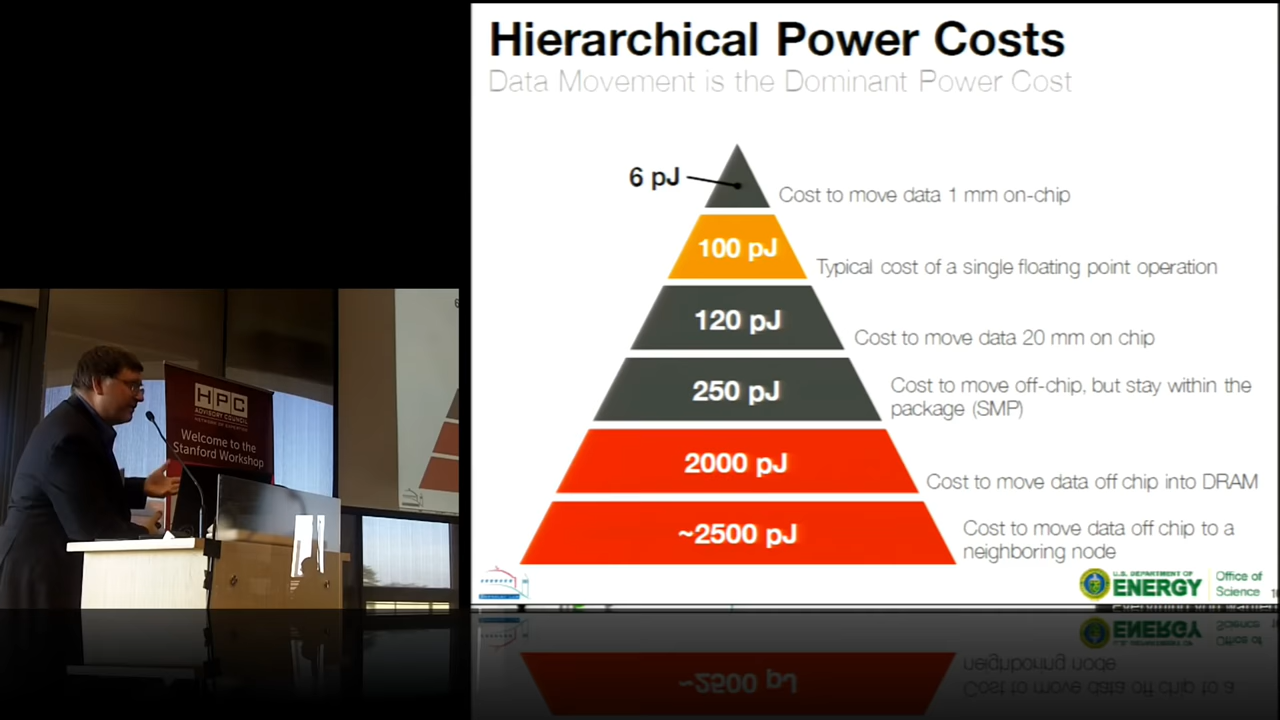 Hierarchical Power Costs
Data Movement is the Dominant Power Cost
6 pJ
Cost to move data 1 mm on-chip
100 pJ
Typical cost of a single floating point operation
120 pJ
Cost to move data 20 mm on chip
250 pJ
Cost to move off-chip, but stay within the
package (SMP)
2000 pJ
Cost to move data off chip into DRAM
~2500 pJ
Cost to move data off chip to a
neighboring node
U.S. DEPARTMENT OF
ENERGY
Office of
Science
HPC
ADVISORY COUNCIL
NETWORK OF EXPERTISE
Welcome to the
Stanford Workshop